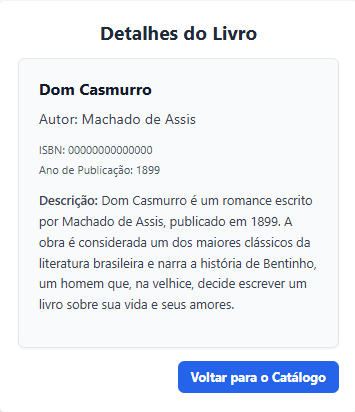 Detalhes do Livro
Dom Casmurro
Autor: Machado de Assis
ISBN: 00000000000000
Ano de Publicação: 1899
Descrição: Dom Casmurro é um romance escrito
por Machado de Assis, publicado em 1899. A
obra é considerada um dos maiores clássicos da
literatura brasileira e narra a história de Bentinho,
um homem que, na velhice, decide escrever um
livro sobre sua vida e seus amores.
Voltar para o Catálogo